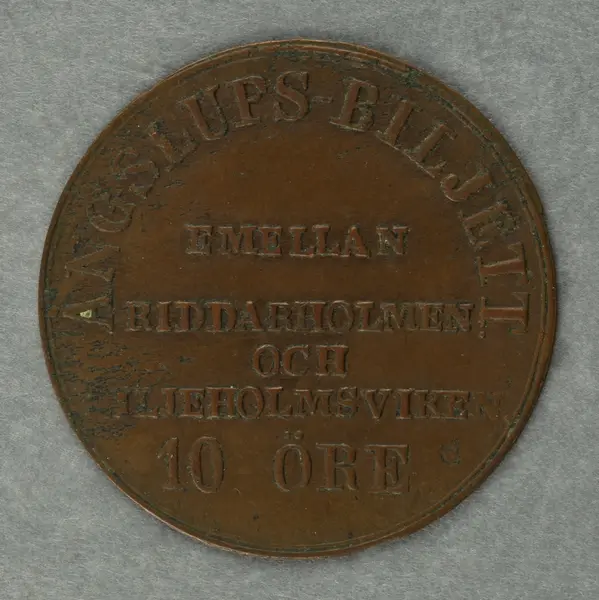 ÅNGSLUPS-BILJETT
EMELLAN
RIDDARHOLMEN
OCH
LILJEHOLMSVIKEN
10 ÖRE